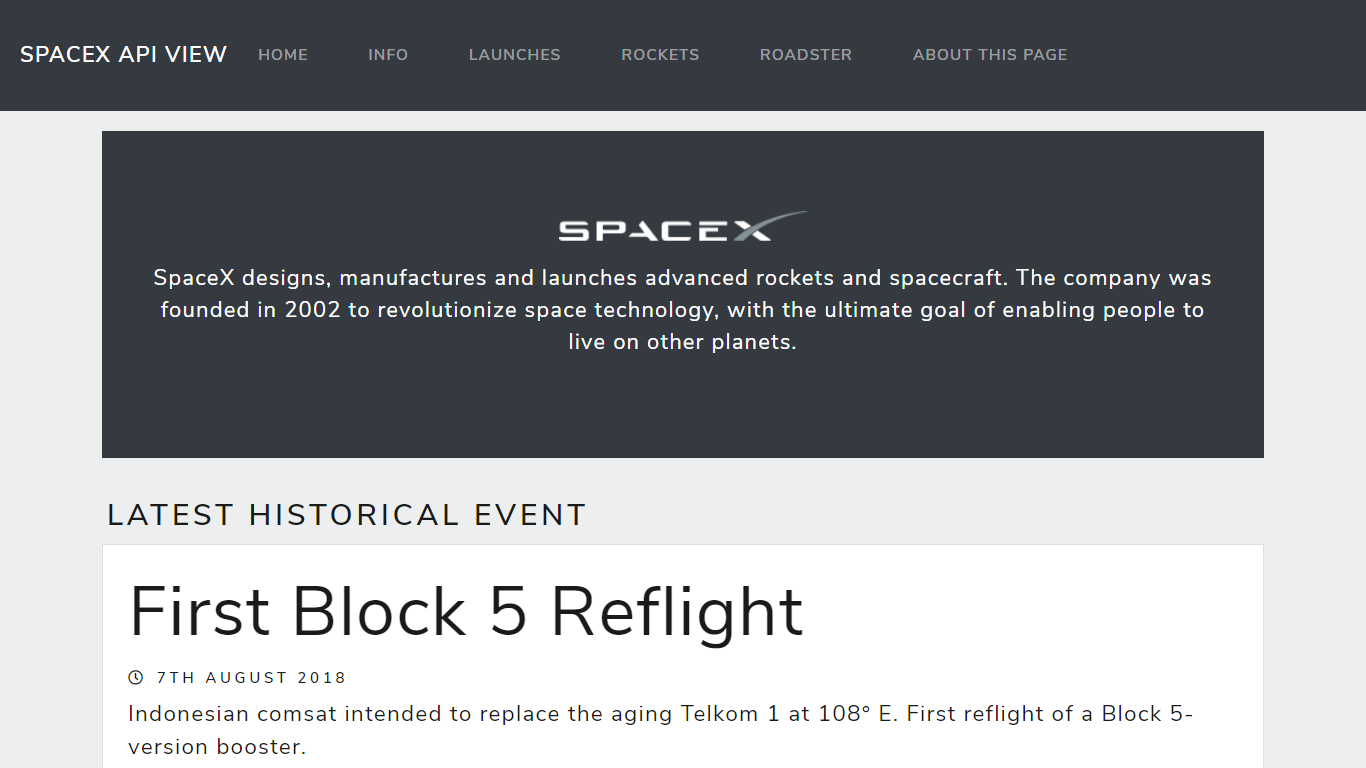 SPACEX API VIEW HOME INFO LAUNCHES ROCKETS ROADSTER ABOUT THIS PAGE
SPACEX
SpaceX designs, manufactures and launches advanced rockets and spacecraft. The company was
founded in 2002 to revolutionize space technology, with the ultimate goal of enabling people to
live on other planets.
LATEST HISTORICAL EVENT
First Block 5 Reflight
7TH AUGUST 2018
Indonesian comsat intended to replace the aging Telkom 1 at 108° E. First reflight of a Block 5-
version booster.